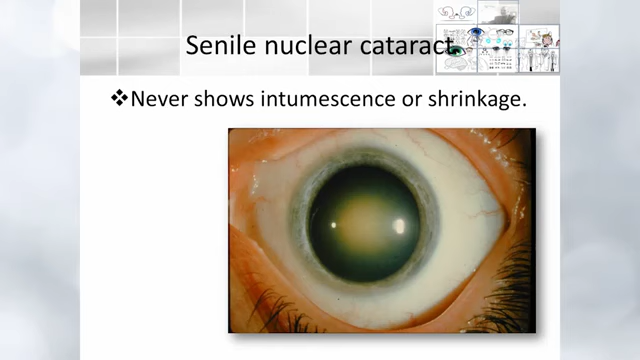 Senile nuclear cataract
❖Never shows intumescence or shrinkage.